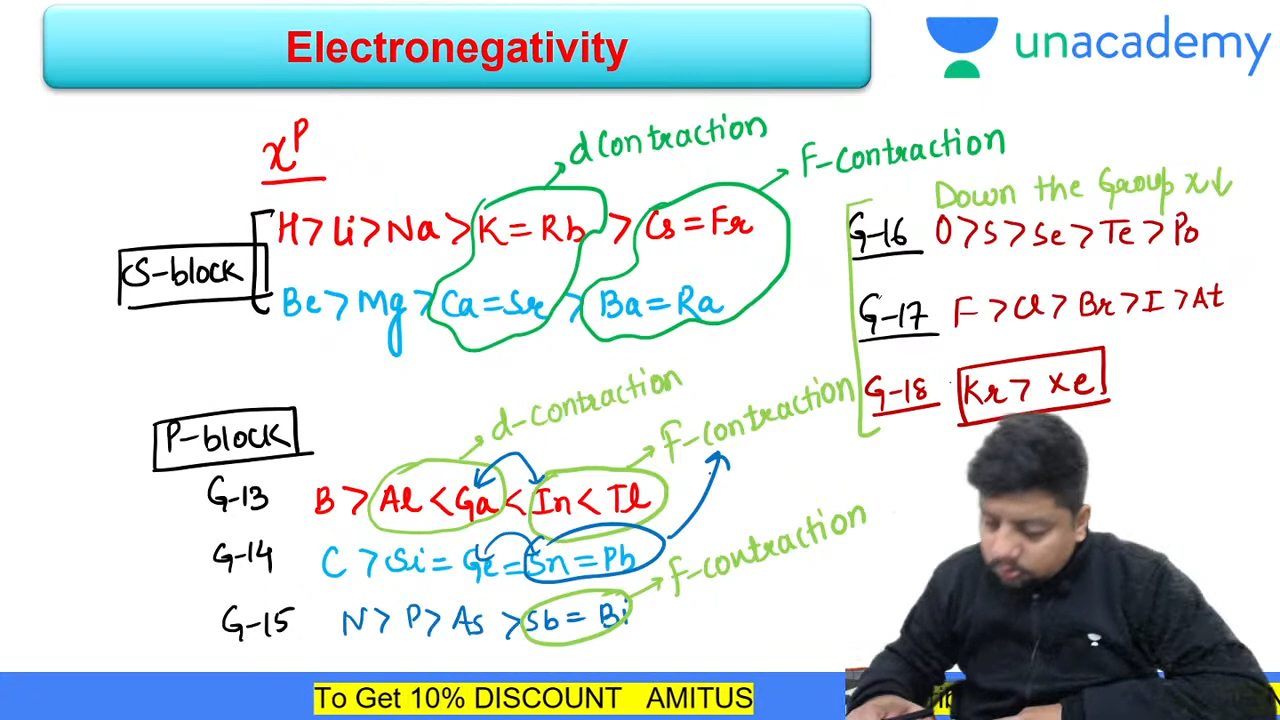 Electronegativity
unacademy
xᴾ
d contraction
F-contraction
S-block
H > Li > Na > K = Rb > Cs = Fr
Be > Mg > Ca = Sr > Ba = Ra
Down the Group x↓
G-16 O > S > Se > Te > Po
G-17 F > Cl > Br > I > At
G-18 Kr > Xe
P-block
d-contraction
F-contraction
G-13 B > Al < Ga < In < Tl
G-14 C > Si = Ge = Sn = Pb
G-15 N > P > As > Sb = Bi
f-contraction
To Get 10% DISCOUNT AMITUS